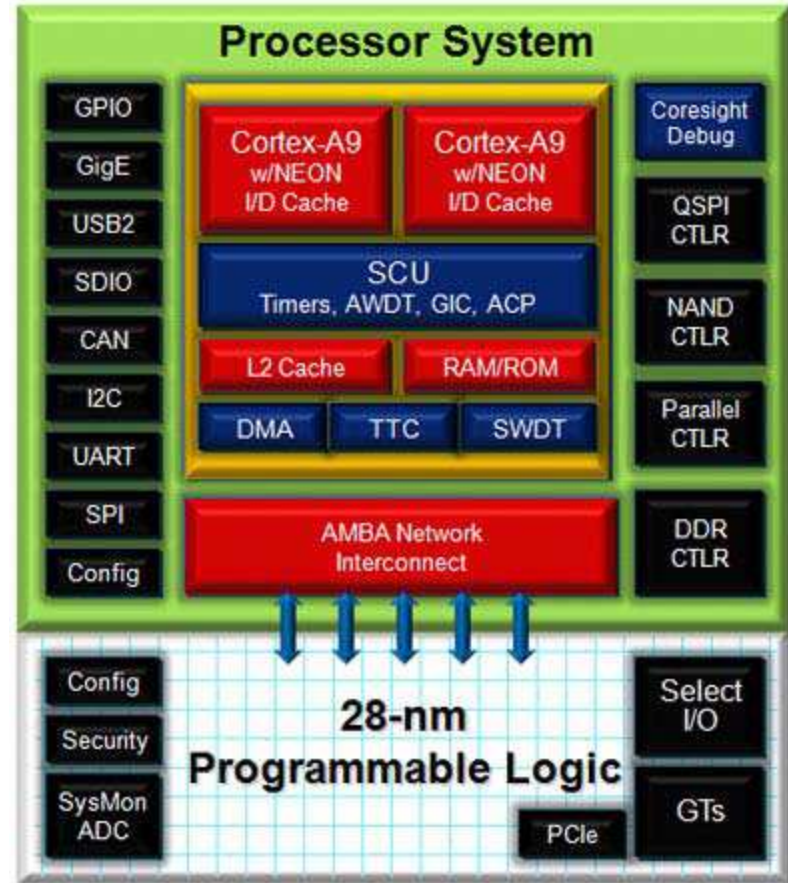 Processor System
GPIO
GigE
USB2
SDIO
CAN
I2C
UART
SPI
Config
Cortex-A9
w/NEON
I/D Cache
Cortex-A9
w/NEON
I/D Cache
SCU
Timers, AWDT, GIC, ACP
L2 Cache
RAM/ROM
DMA
TTC
SWDT
AMBA Network
Interconnect
Coresight
Debug
QSPI
CTLR
NAND
CTLR
Parallel
CTLR
DDR
CTLR
Config
Security
SysMon
ADC
28-nm
Programmable Logic
PCIe
Select
I/O
GTs